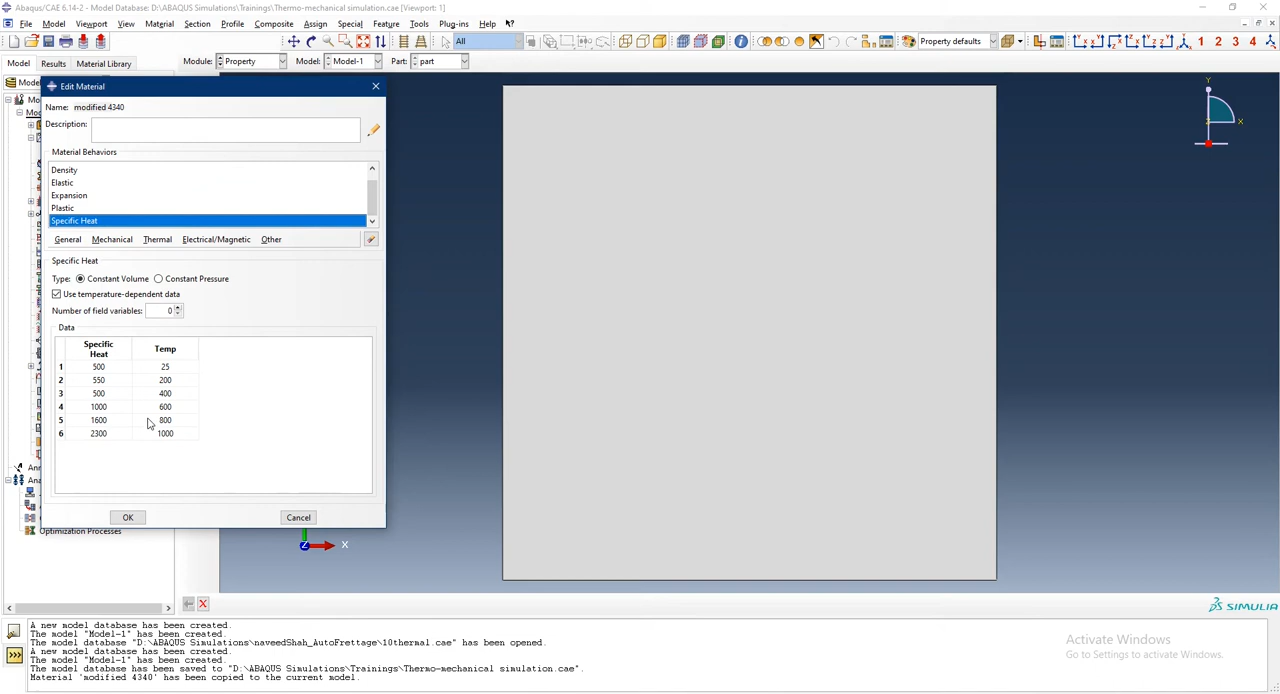 Abaqus/CAE 6.14-2 - Model Database: D:\ABAQUS Simulations\Trainings\Thermo-mechanical simulation.cae [Viewport: 1]
File Model Viewport View Material Section Profile Composite Assign Special Feature Tools Plug-ins Help
All Property defaults 1 2 3 4
Model Results Material Library Module: Property Model: Model-1 Part: part
Edit Material
Name: modified 4340
Description:
Material Behaviors
Density
Elastic
Expansion
Plastic
Specific Heat
General Mechanical Thermal Electrical/Magnetic Other
Specific Heat
Type: Constant Volume Constant Pressure
Use temperature-dependent data
Number of field variables: 0
Data
Specific Heat Temp
1 500 25
2 550 200
3 500 400
4 1000 600
5 1600 800
6 2300 1000
OK Cancel
Optimization Processes
Y
X
Z X
SIMULIA
A new model database has been created.
The model "Model-1" has been created.
The model database "D:\ABAQUS Simulations\naveedShah_AutoFrettage\10thermal.cae" has been opened.
A new model database has been created.
The model "Model-1" has been created.
The model database has been saved to "D:\ABAQUS Simulations\Trainings\Thermo-mechanical simulation.cae".
Material 'modified 4340' has been copied to the current model.
Activate Windows
Go to Settings to activate Windows.